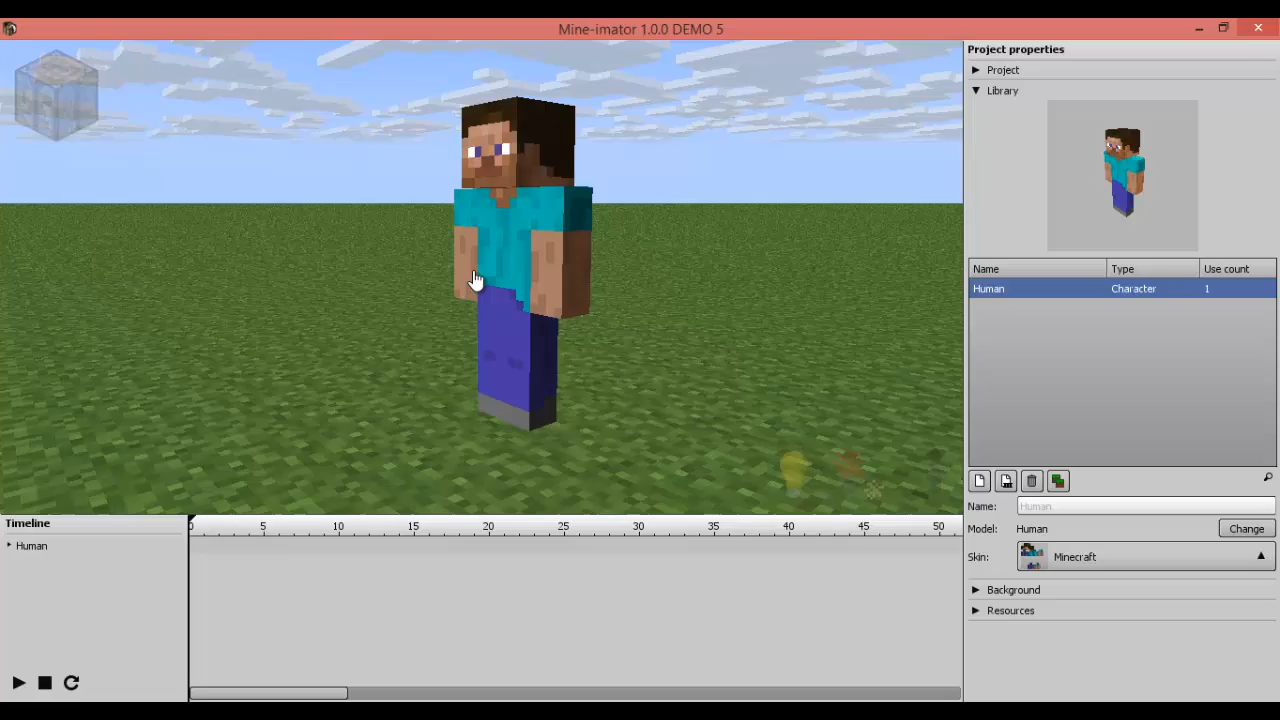 Mine-imator 1.0.0 DEMO 5
Project properties
Project
Library
Name Type Use count
Human Character 1
Name: Human
Model: Human Change
Skin: Minecraft
Background
Resources
Timeline
0 5 10 15 20 25 30 35 40 45 50
Human